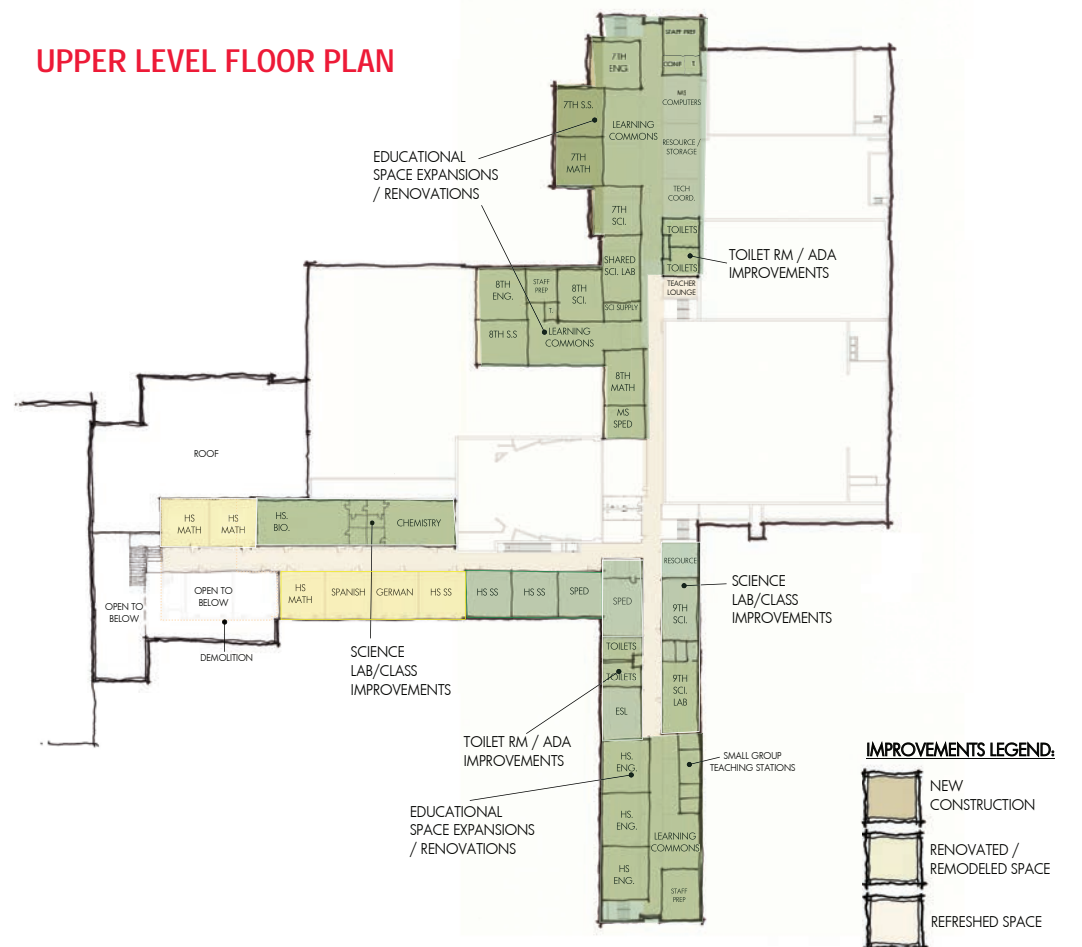 UPPER LEVEL FLOOR PLAN
STAFF PREP
COMP T.
7TH
ENG
MS
COMPUTERS
7TH S.S.
LEARNING
COMMONS
RESOURCE /
STORAGE
EDUCATIONAL
SPACE EXPANSIONS
/ RENOVATIONS
7TH
MATH
TECH
COORD.
7TH
SCI.
TOILETS
TOILETS
TOILET RM / ADA
IMPROVEMENTS
SHARED
SCI. LAB
TEACHER
LOUNGE
8TH
ENG.
STAFF
PREP
8TH
SCI.
T.
SCI SUPPLY
8TH S.S
LEARNING
COMMONS
8TH
MATH
MS
SPED
ROOF
HS
MATH
HS
MATH
HS.
BIO.
CHEMISTRY
RESOURCE
OPEN TO
BELOW
OPEN TO
BELOW
HS
MATH
SPANISH
GERMAN
HS SS
HS SS
HS SS
SPED
SPED
9TH
SCI.
SCIENCE
LAB/CLASS
IMPROVEMENTS
DEMOLITION
SCIENCE
LAB/CLASS
IMPROVEMENTS
TOILETS
TOILETS
9TH
SCI.
LAB
ESL
TOILET RM / ADA
IMPROVEMENTS
HS.
ENG.
SMALL GROUP
TEACHING STATIONS
EDUCATIONAL
SPACE EXPANSIONS
/ RENOVATIONS
HS.
ENG.
LEARNING
COMMONS
HS
ENG.
STAFF
PREP
IMPROVEMENTS LEGEND:
NEW
CONSTRUCTION
RENOVATED /
REMODELED SPACE
REFRESHED SPACE